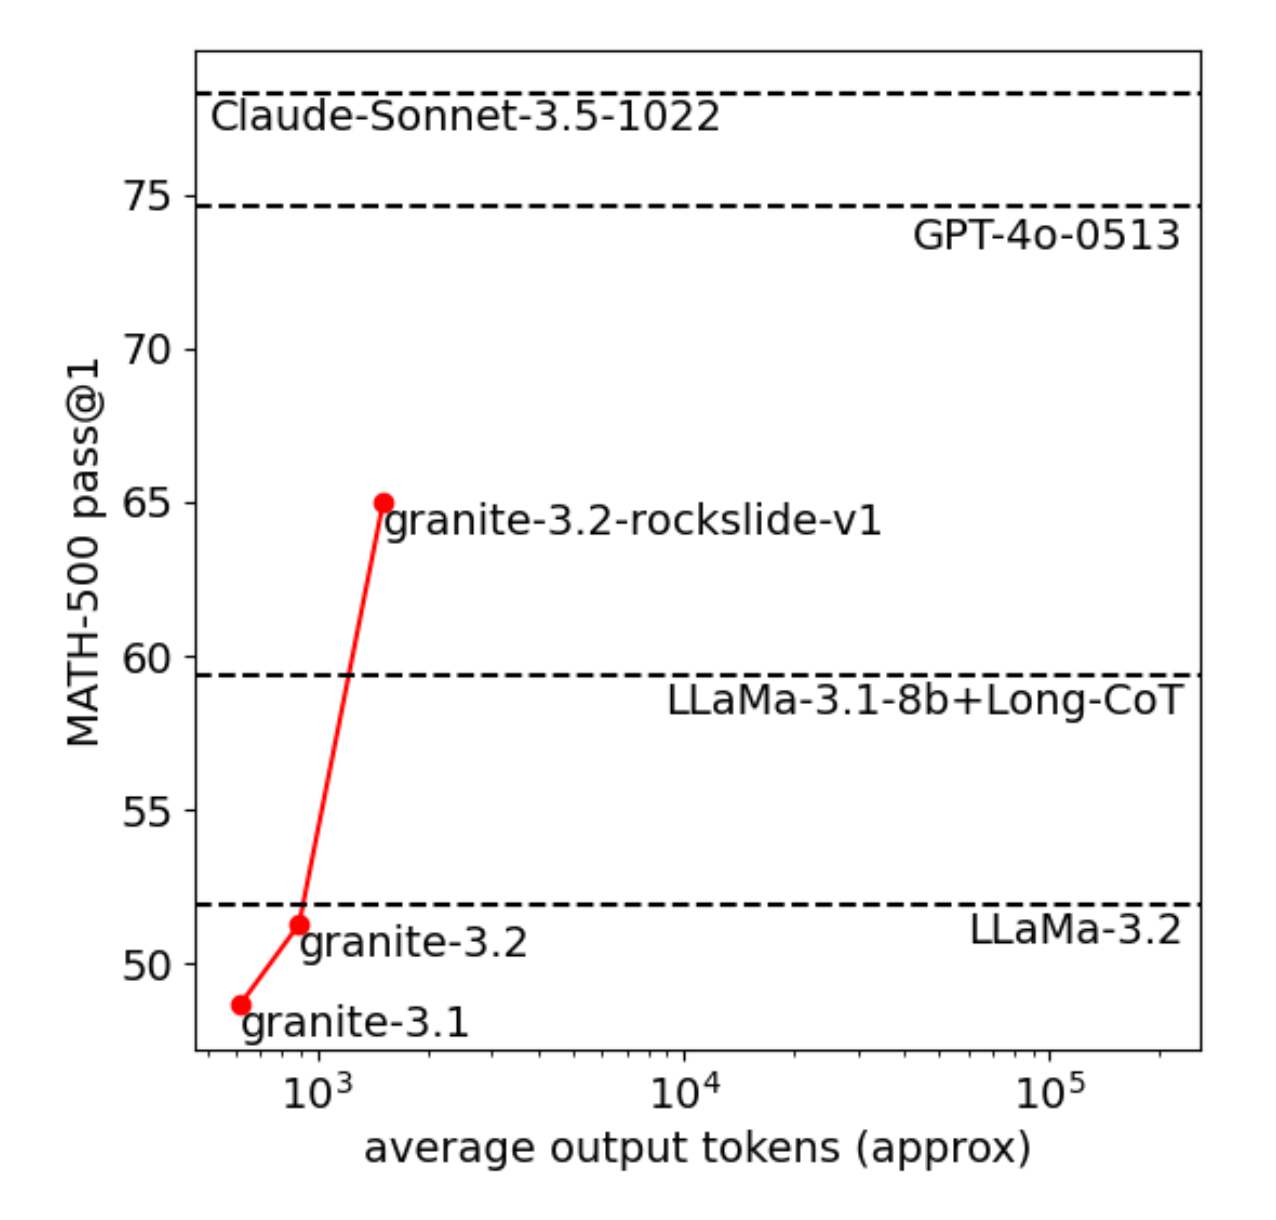 Claude-Sonnet-3.5-1022
75
GPT-4o-0513
70
MATH-500 pass@1
65
granite-3.2-rockslide-v1
60
LLaMa-3.1-8b+Long-CoT
55
LLaMa-3.2
granite-3.2
50
granite-3.1
10³ 10⁴ 10⁵
average output tokens (approx)